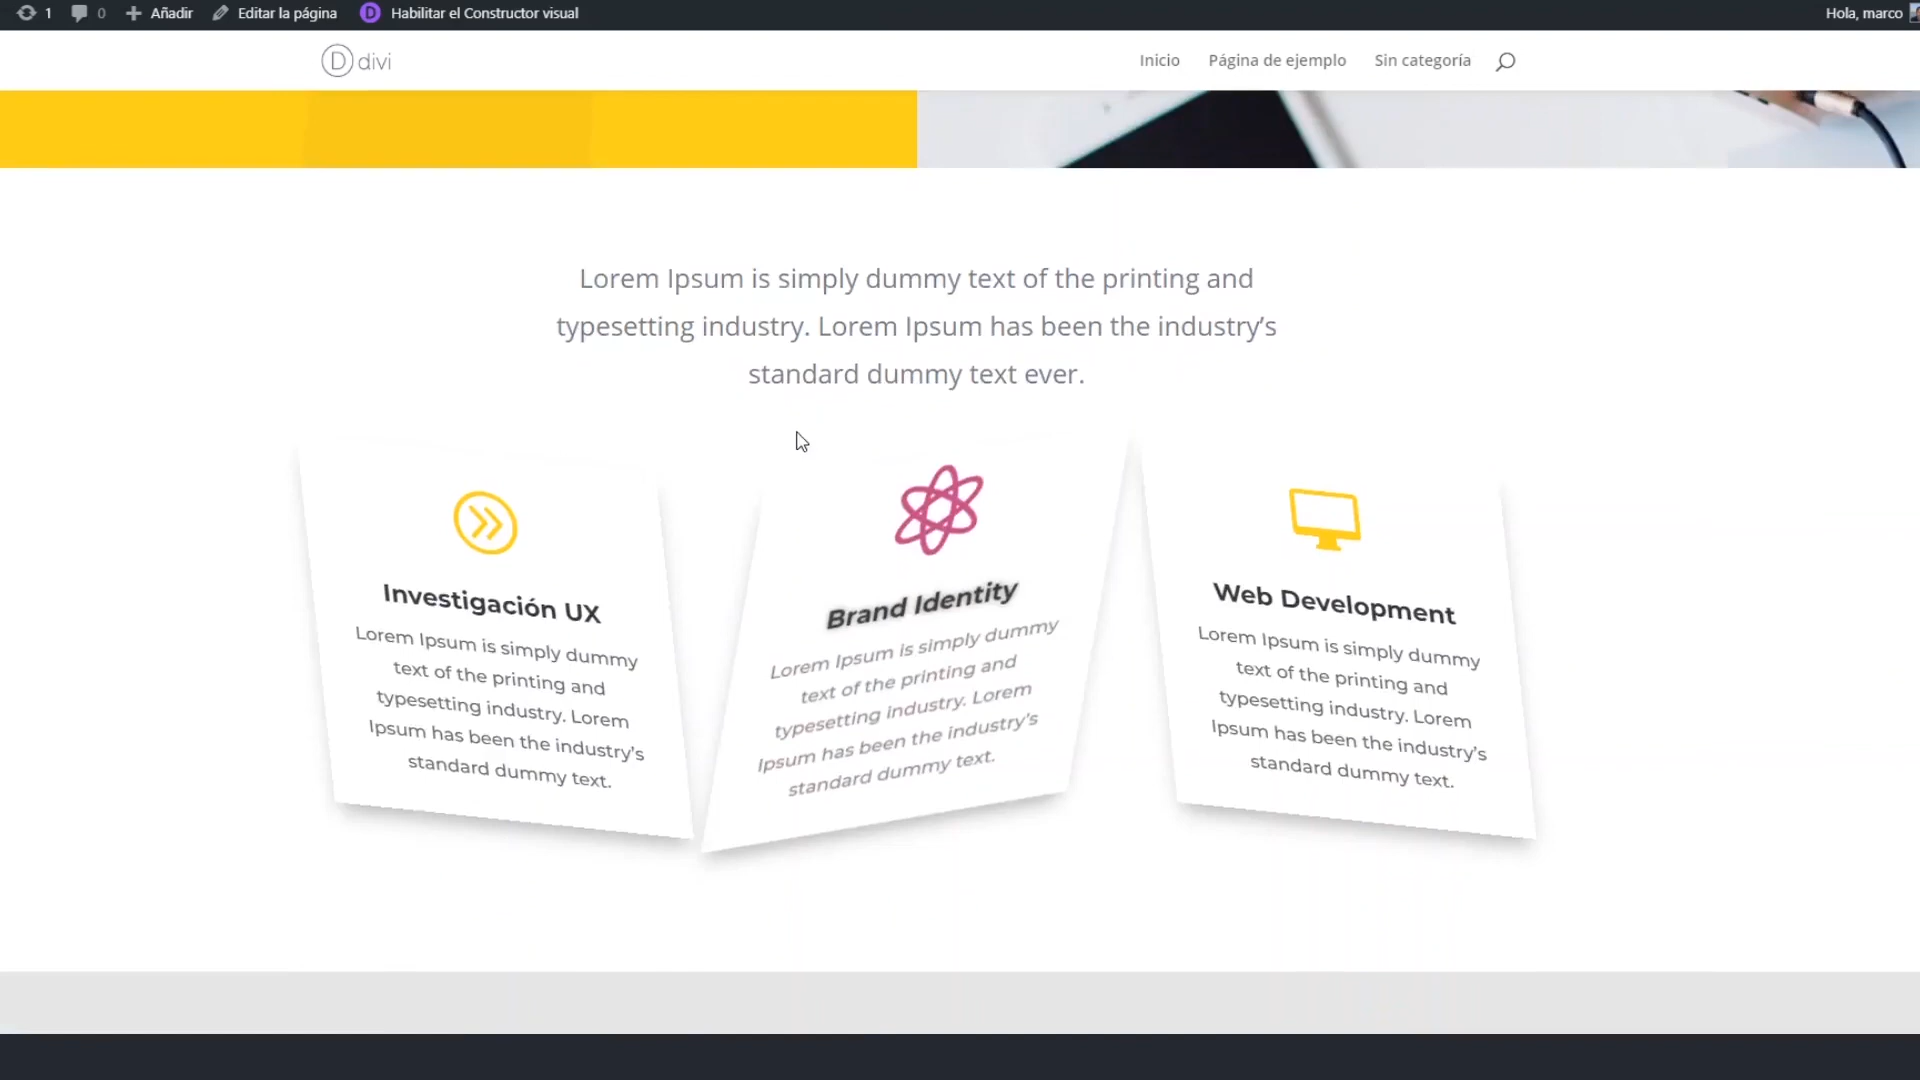 1 0 Añadir Editar la página D Habilitar el Constructor visual Hola, marco
D divi Inicio Página de ejemplo Sin categoría
Lorem Ipsum is simply dummy text of the printing and
typesetting industry. Lorem Ipsum has been the industry’s
standard dummy text ever.
Investigación UX
Lorem Ipsum is simply dummy
text of the printing and
typesetting industry. Lorem
Ipsum has been the industry’s
standard dummy text.
Brand Identity
Lorem Ipsum is simply dummy
text of the printing and
typesetting industry. Lorem
Ipsum has been the industry’s
standard dummy text.
Web Development
Lorem Ipsum is simply dummy
text of the printing and
typesetting industry. Lorem
Ipsum has been the industry’s
standard dummy text.